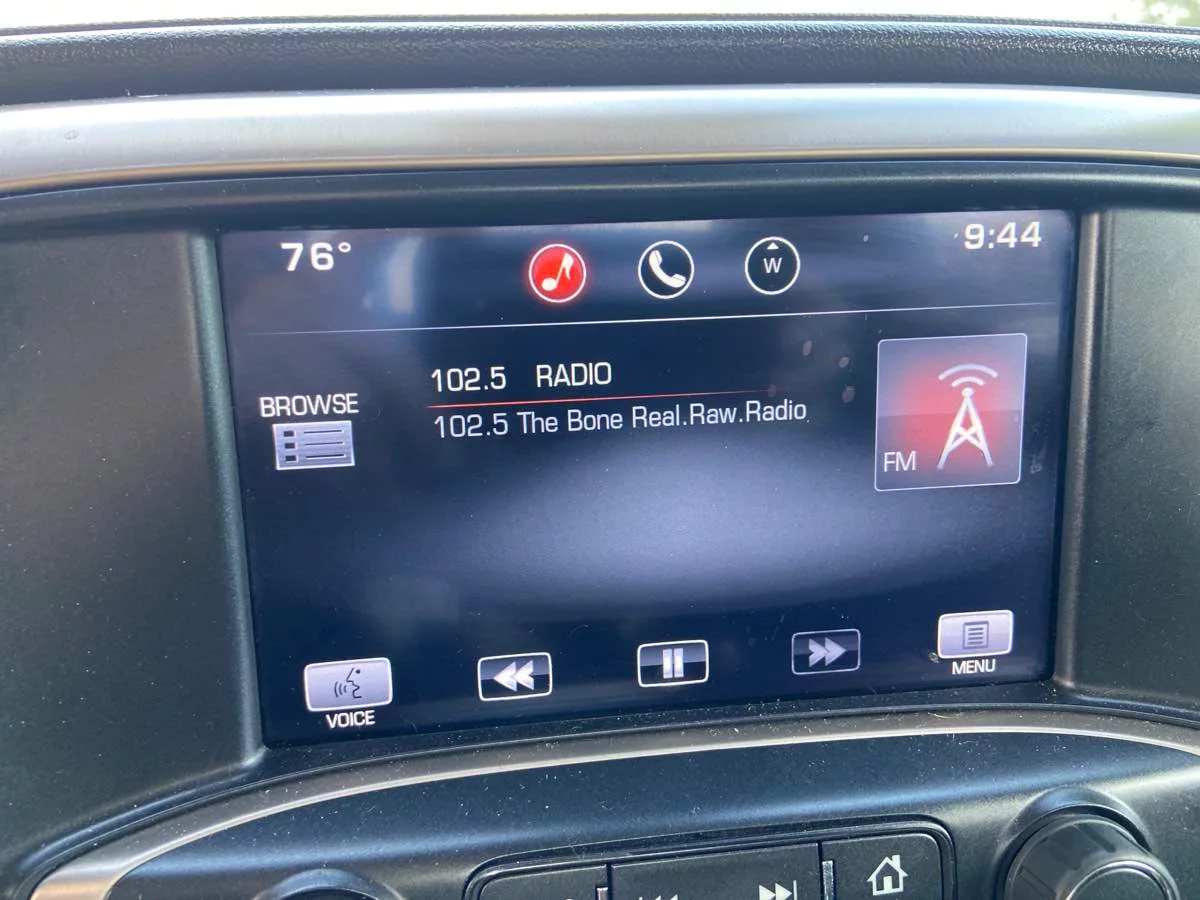 76°
W
9:44
BROWSE
102.5 RADIO
102.5 The Bone Real.Raw.Radio
FM
VOICE
MENU